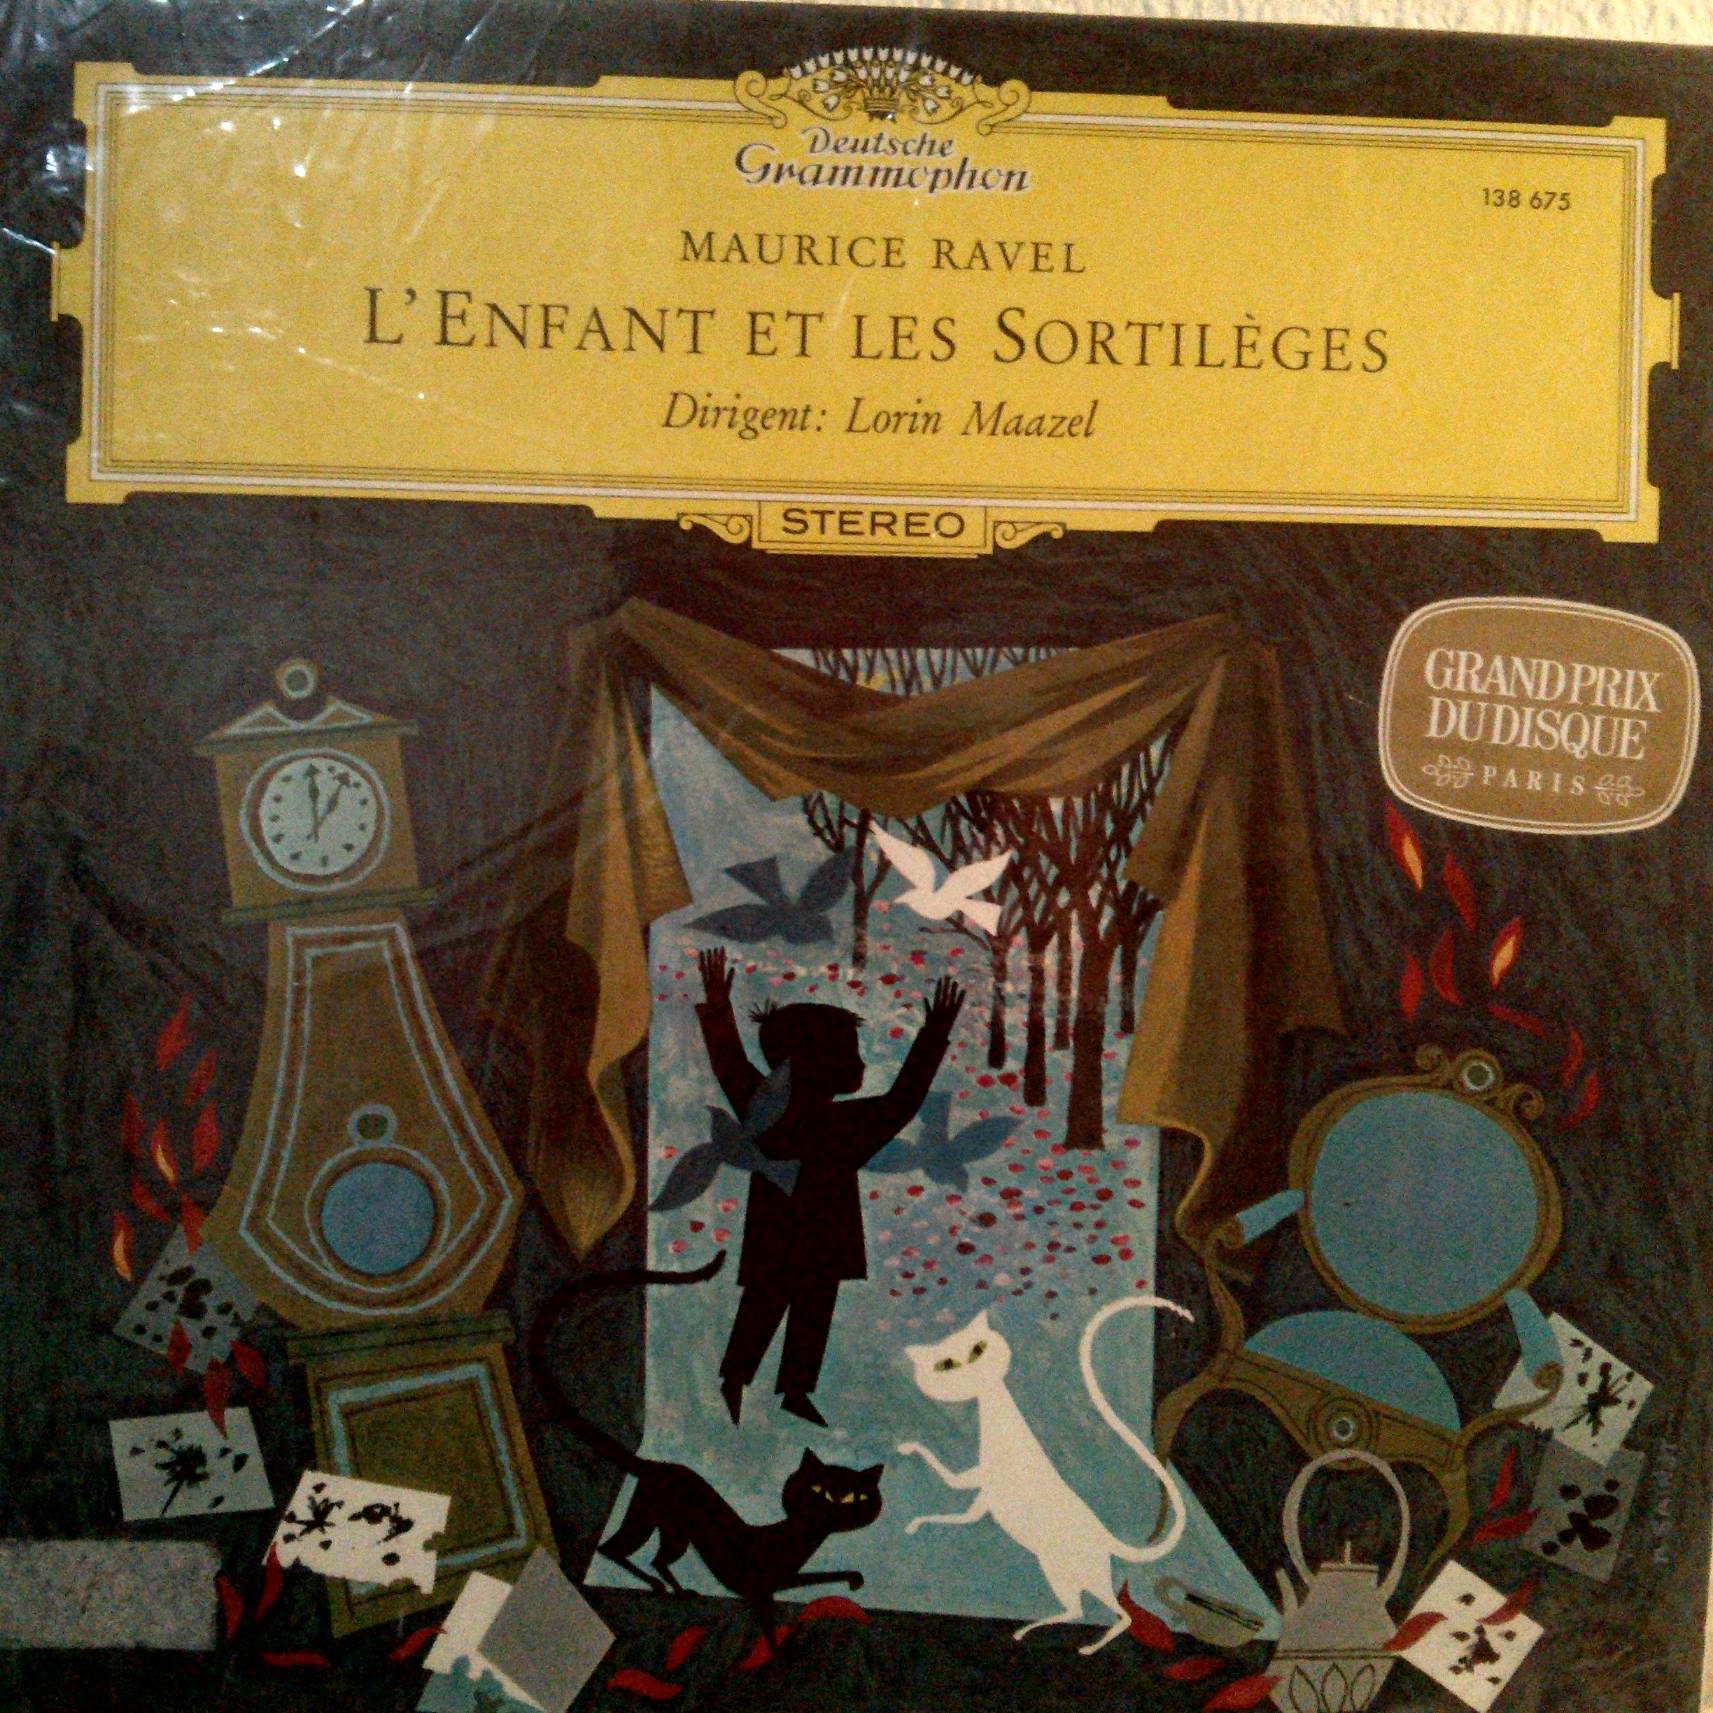 Deutsche
Grammophon
138 675
MAURICE RAVEL
L'ENFANT ET LES SORTILÈGES
Dirigent: Lorin Maazel
STEREO
GRAND PRIX
DU DISQUE
PARIS